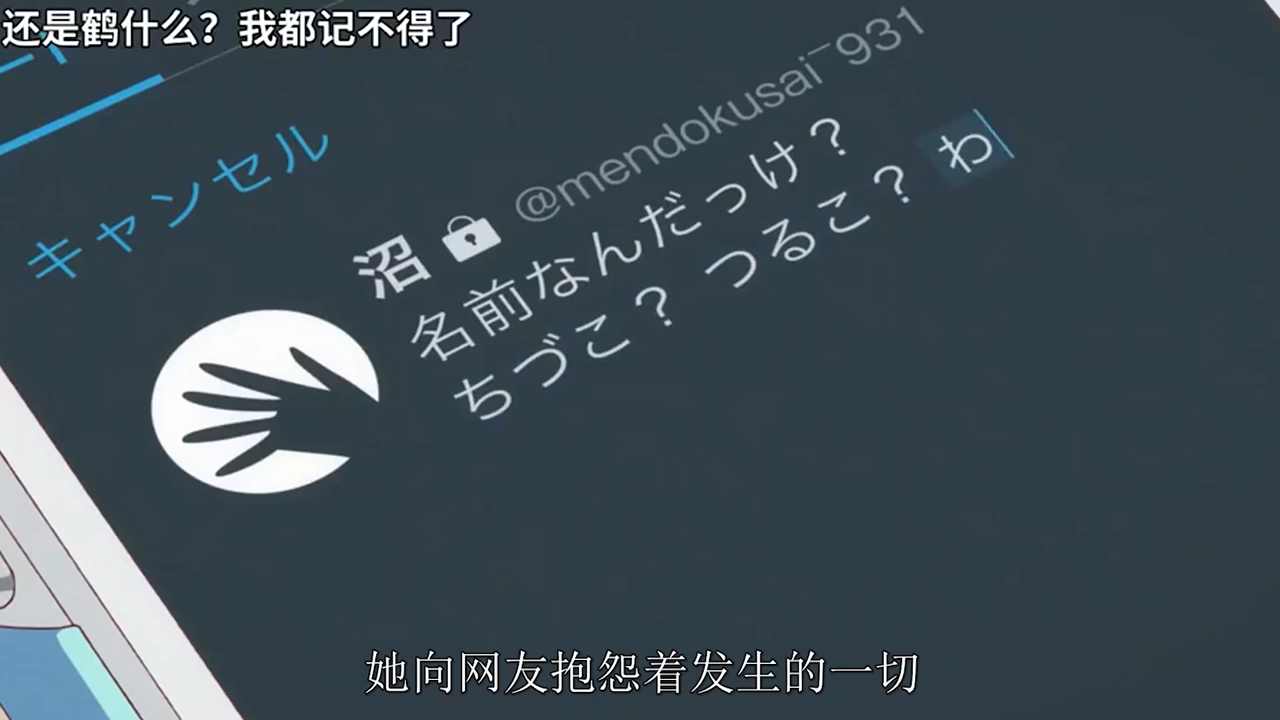 还是鹤什么？我都记不得了
キャンセル
沼 @mendokusai_931
名前なんだっけ？
ちづこ？ つるこ？ わ
她向网友抱怨着发生的一切